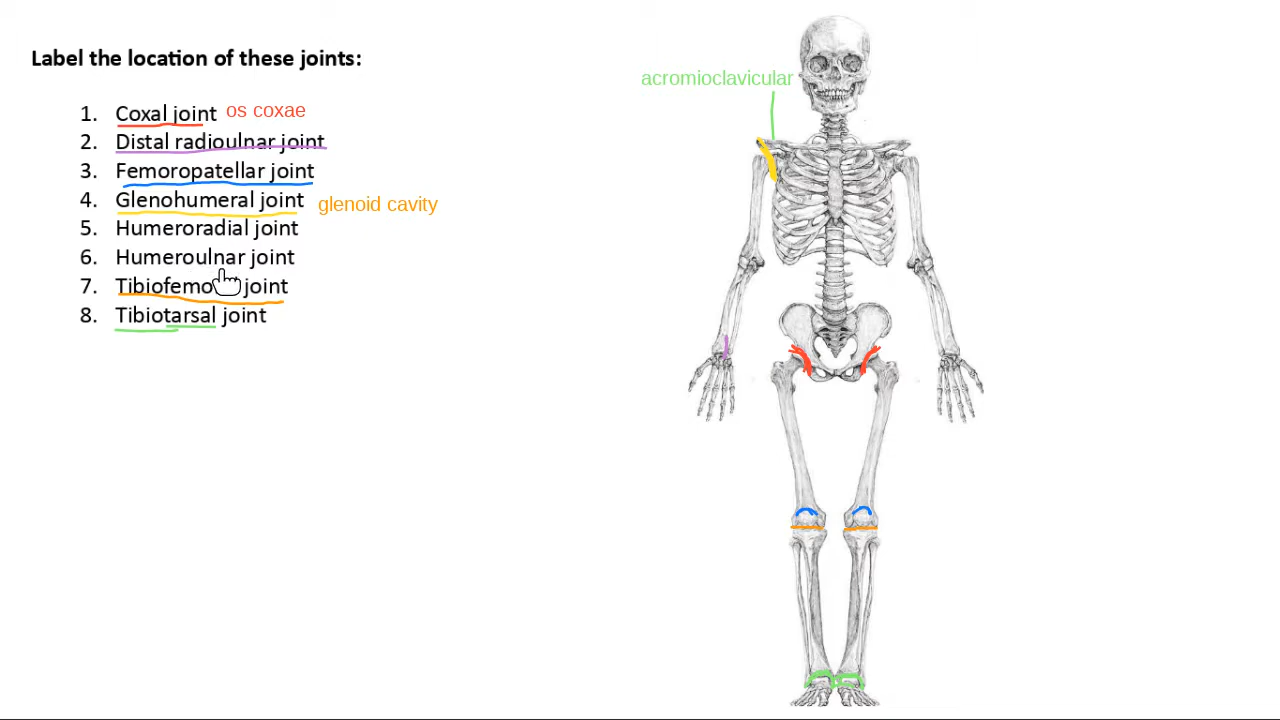 Label the location of these joints:
acromioclavicular
1. Coxal joint os coxae
2. Distal radioulnar joint
3. Femoropatellar joint
4. Glenohumeral joint glenoid cavity
5. Humeroradial joint
6. Humeroulnar joint
7. Tibiofemo joint
8. Tibiotarsal joint